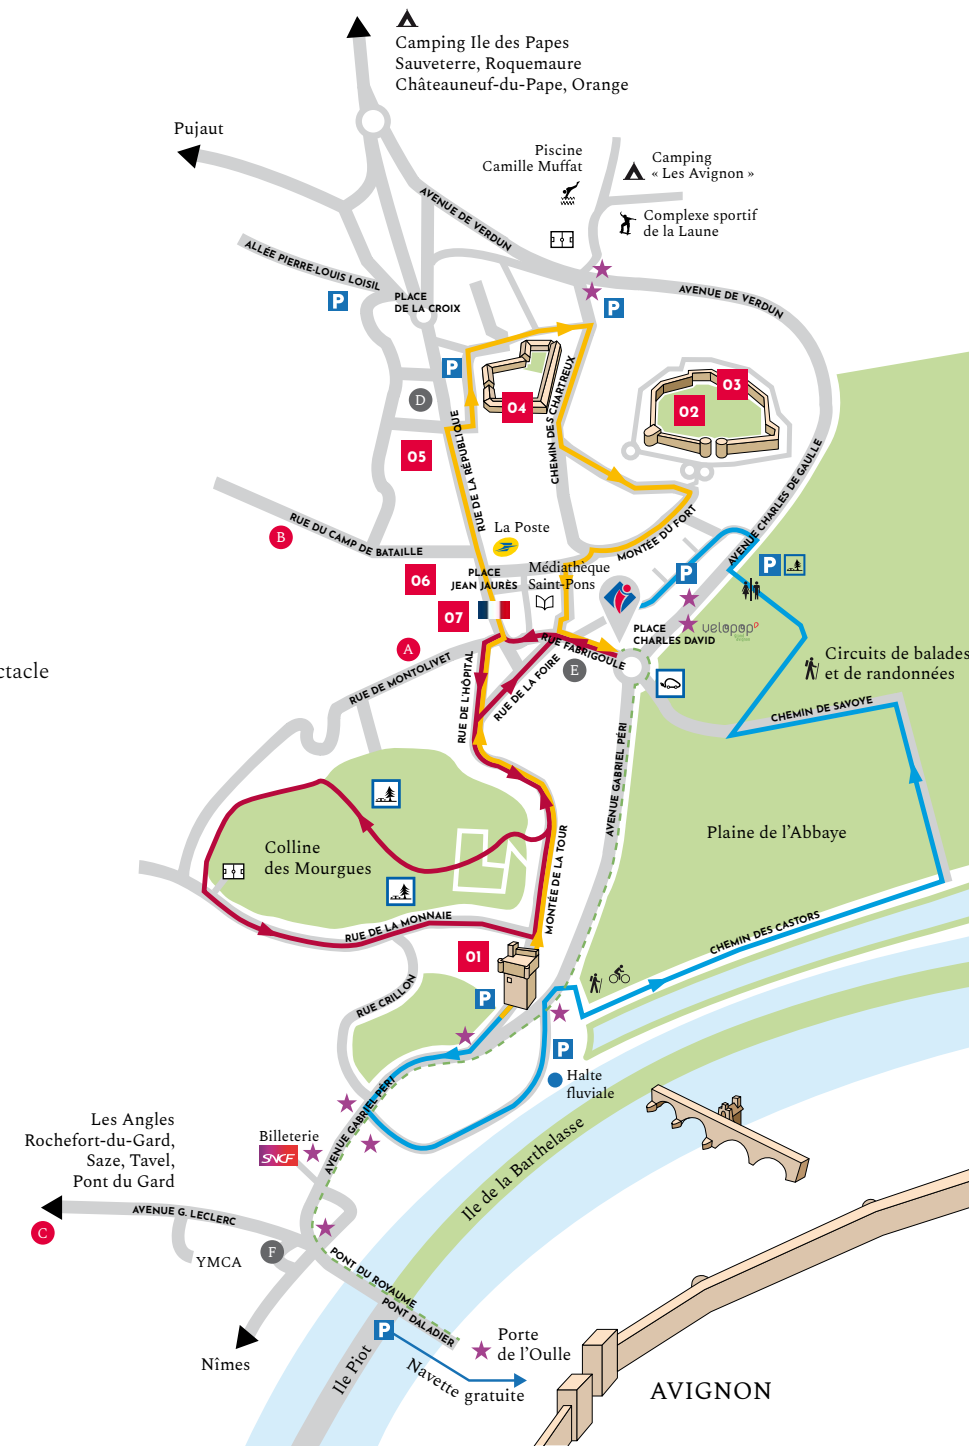 Camping Ile des Papes
Sauveterre, Roquemaure
Châteauneuf-du-Pape, Orange
Pujaut
Piscine
Camille Muffat
Camping
« Les Avignon »
Complexe sportif
de la Laune
AVENUE DE VERDUN
ALLÉE PIERRE-LOUIS LOISIL
P
PLACE
DE LA CROIX
AVENUE DE VERDUN
P
P
03
02
04
D
05
RUE DE LA RÉPUBLIQUE
CHEMIN DES CHARTREUX
AVENUE CHARLES DE GAULLE
RUE DU CAMP DE BATAILLE
B
La Poste
MONTÉE DU FORT
Médiathèque
Saint-Pons
PLACE
JEAN JAURÈS
06
07
P
P
A
PLACE
CHARLES DAVID
velopop
RUE FABRIGOULE
E
ctacle
Circuits de balades
et de randonnées
RUE DE MONTOLIVET
RUE DE L'HÔPITAL
RUE DE LA FOIRE
CHEMIN DE SAVOYE
AVENUE GABRIEL PÉRI
Plaine de l'Abbaye
Colline
des Mourgues
MONTÉE DE LA TOUR
RUE DE LA MONNAIE
CHEMIN DES CASTORS
01
P
RUE CRILLON
P
Halte
fluviale
AVENUE GABRIEL PÉRI
Billeterie
SNCF
Les Angles
Rochefort-du-Gard,
Saze, Tavel,
Pont du Gard
Ile de la Barthelasse
AVENUE G. LECLERC
C
YMCA
F
PONT DU ROYAUME
PONT DALADIER
P
Porte
de l'Oulle
Nîmes
Ile Piot
Navette gratuite
AVIGNON